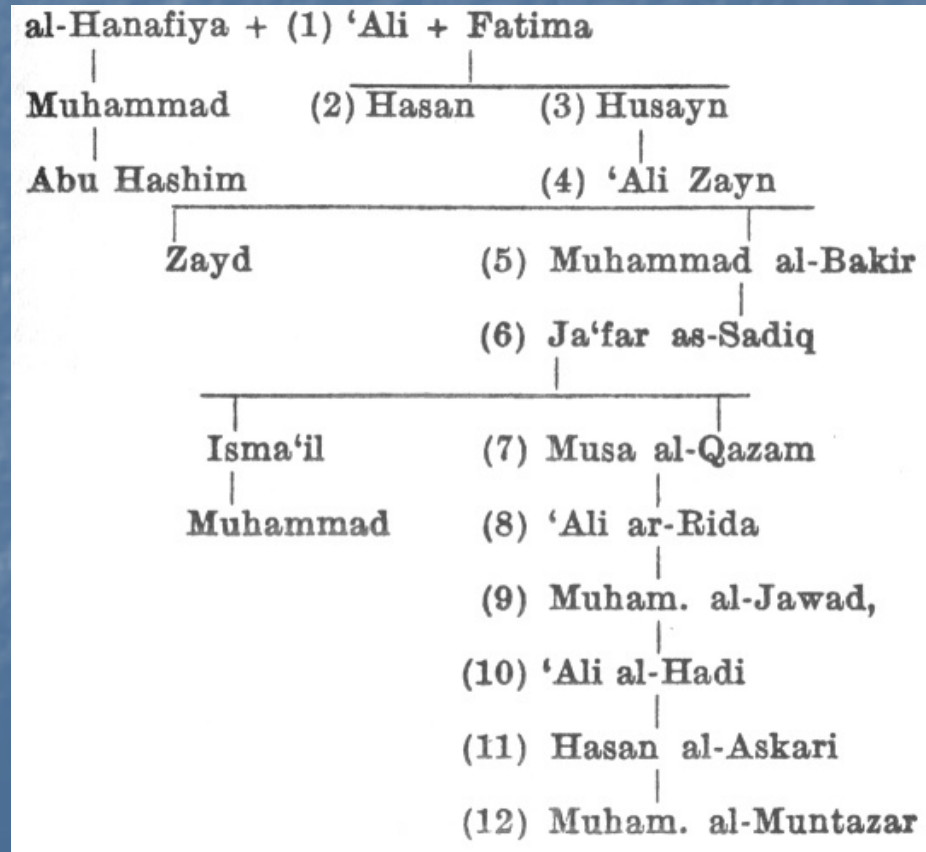 al-Hanafiya + (1) ‘Ali + Fatima
Muhammad (2) Hasan (3) Husayn
Abu Hashim (4) ‘Ali Zayn
Zayd (5) Muhammad al-Bakir
(6) Ja‘far as-Sadiq
Isma‘il (7) Musa al-Qazam
Muhammad (8) ‘Ali ar-Rida
(9) Muham. al-Jawad,
(10) ‘Ali al-Hadi
(11) Hasan al-Askari
(12) Muham. al-Muntazar